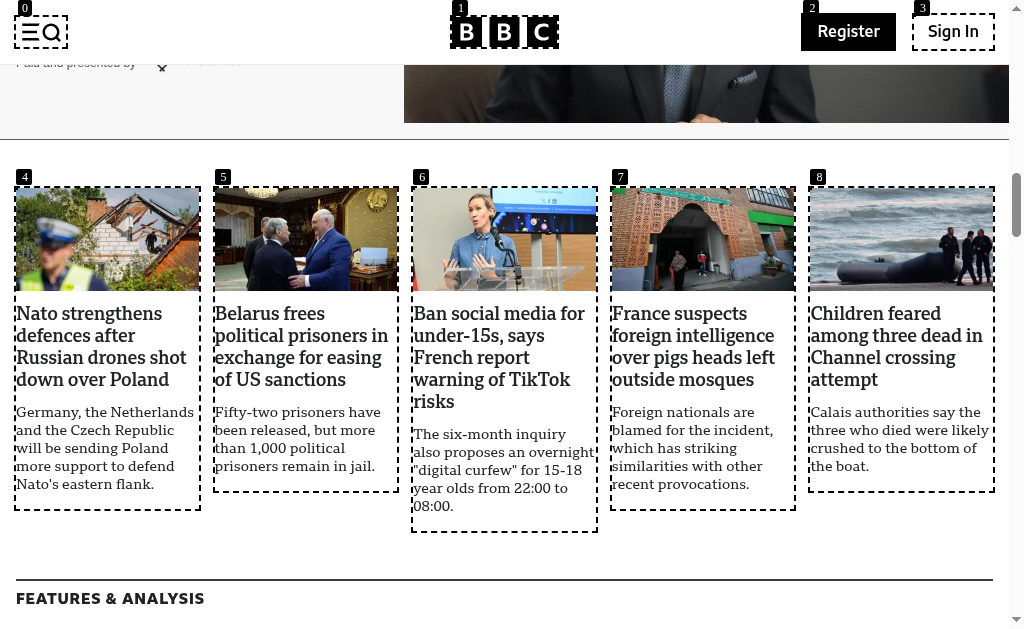 0
1
2
3
BBC
Register
Sign In
Paid and presented by
4
5
6
7
8
Nato strengthens
defences after
Russian drones shot
down over Poland
Germany, the Netherlands
and the Czech Republic
will be sending Poland
more support to defend
Nato's eastern flank.
Belarus frees
political prisoners in
exchange for easing
of US sanctions
Fifty-two prisoners have
been released, but more
than 1,000 political
prisoners remain in jail.
Ban social media for
under-15s, says
French report
warning of TikTok
risks
The six-month inquiry
also proposes an overnight
"digital curfew" for 15-18
year olds from 22:00 to
08:00.
France suspects
foreign intelligence
over pigs heads left
outside mosques
Foreign nationals are
blamed for the incident,
which has striking
similarities with other
recent provocations.
Children feared
among three dead in
Channel crossing
attempt
Calais authorities say the
three who died were likely
crushed to the bottom of
the boat.
FEATURES & ANALYSIS